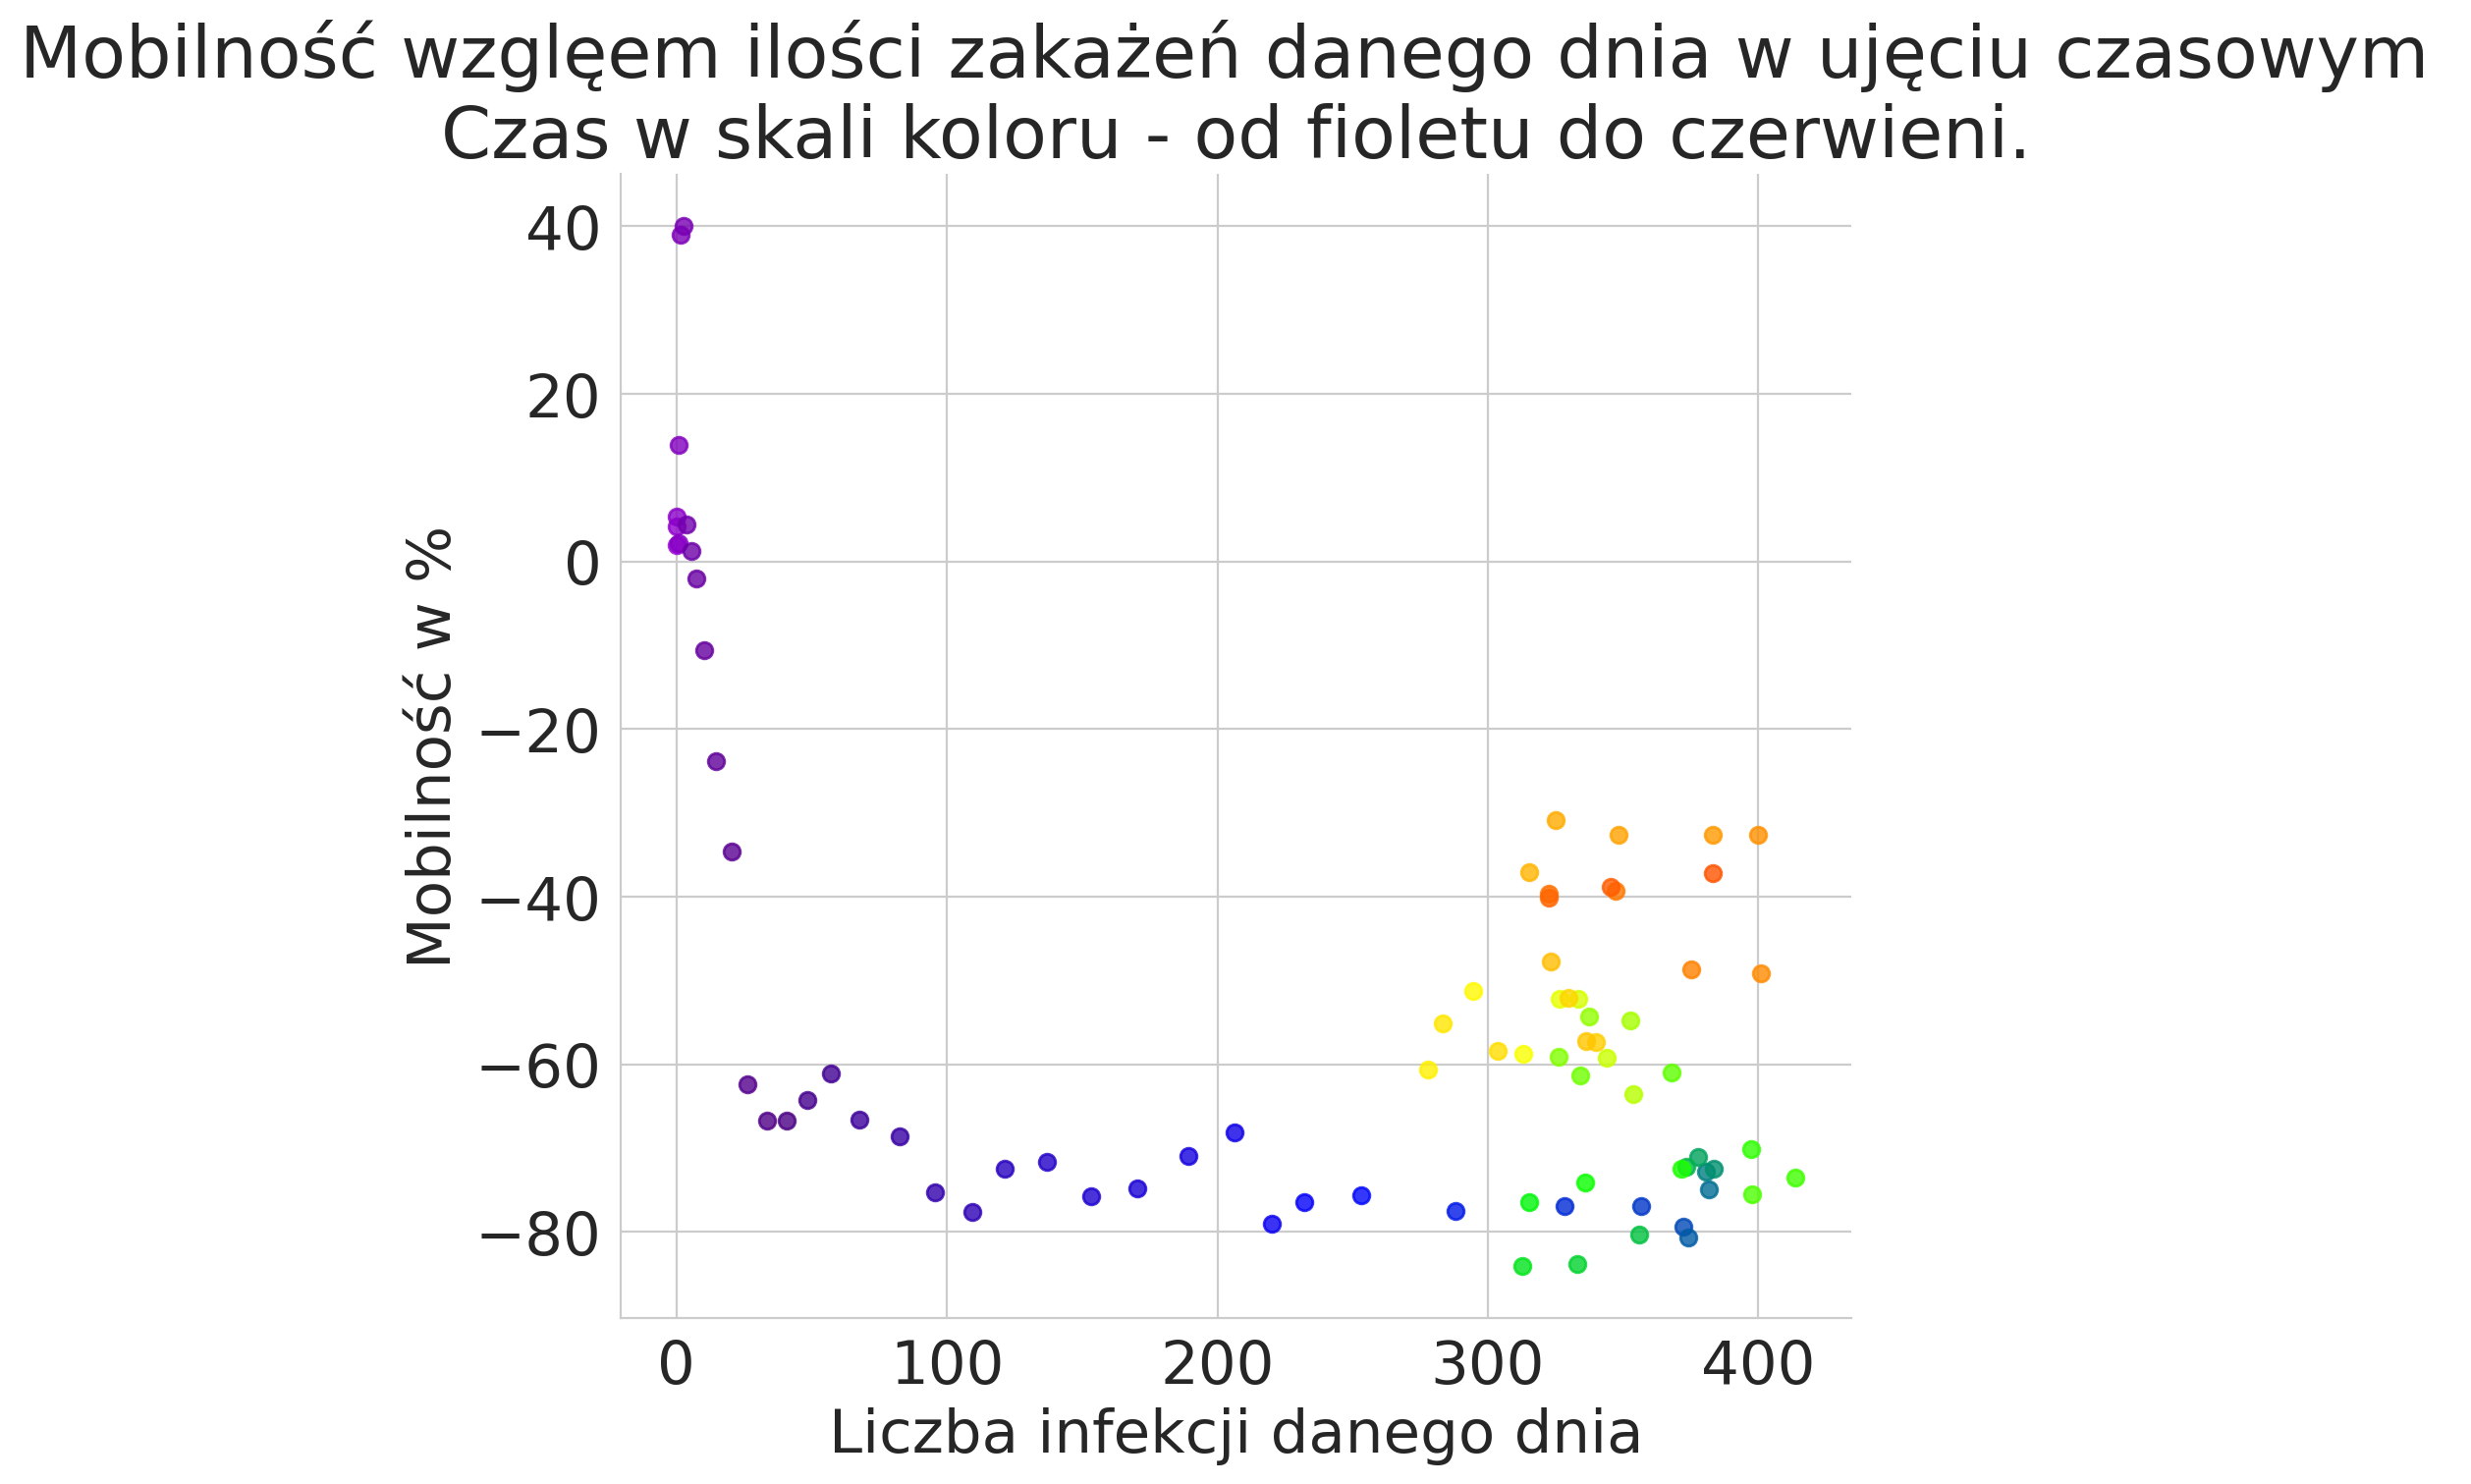 Mobilność wzglęem ilości zakażeń danego dnia w ujęciu czasowym
Czas w skali koloru - od fioletu do czerwieni.
40
20
0
−20
−40
−60
−80
Mobilność w %
0 100 200 300 400
Liczba infekcji danego dnia